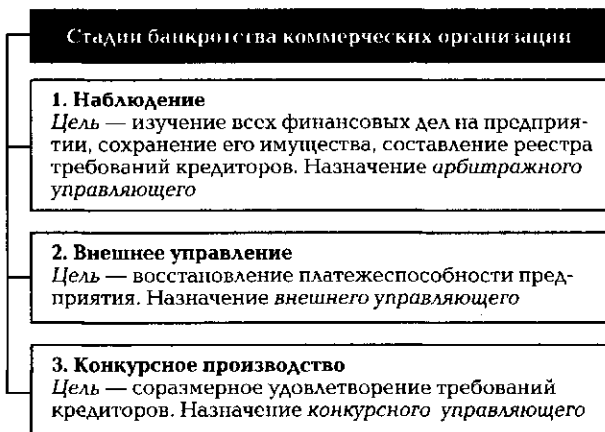 Стадии банкротства коммерческих организация
1. Наблюдение
Цель — изучение всех финансовых дел на предприя-
тии, сохранение его имущества, составление реестра
требований кредиторов. Назначение арбитражного
управляющего
2. Внешнее управление
Цель — восстановление платежеспособности пред-
приятия. Назначение внешнего управляющего
3. Конкурсное производство
Цель — соразмерное удовлетворение требований
кредиторов. Назначение конкурсного управляющего